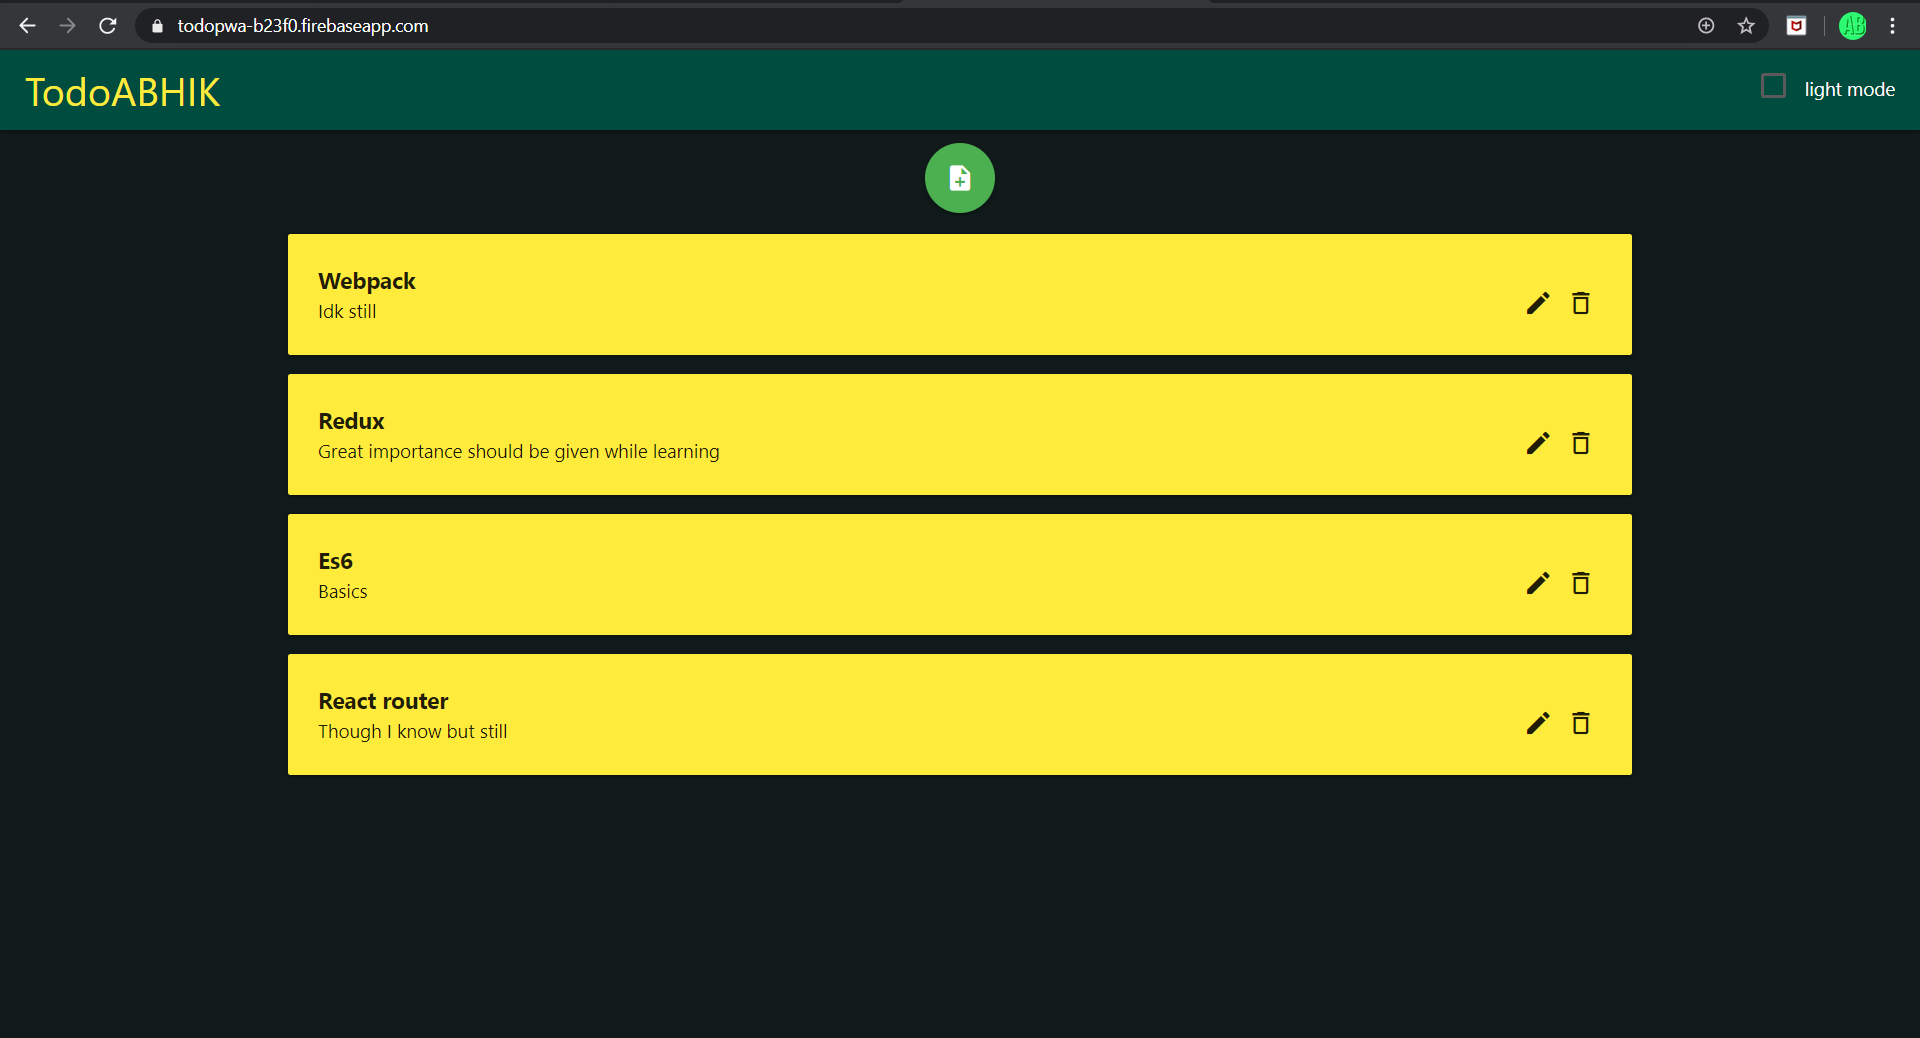 todopwa-b23f0.firebaseapp.com
AB
TodoABHIK
light mode
Webpack
Idk still
Redux
Great importance should be given while learning
Es6
Basics
React router
Though I know but still